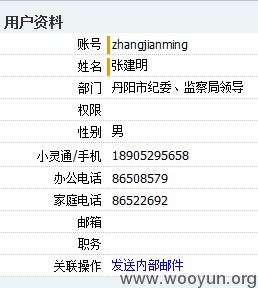 用户资料
账号 zhangjianming
姓名 张建明
部门 丹阳市纪委、监察局领导
权限
性别 男
小灵通/手机 18905295658
办公电话 86508579
家庭电话 86522692
邮箱
职务
关联操作 发送内部邮件
www.wooyun.org